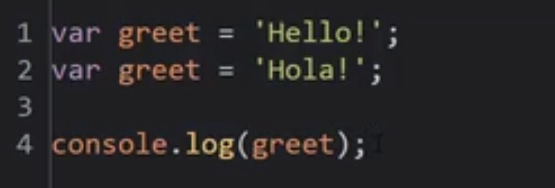 1 var greet = 'Hello!';
2 var greet = 'Hola!';
3
4 console.log(greet);